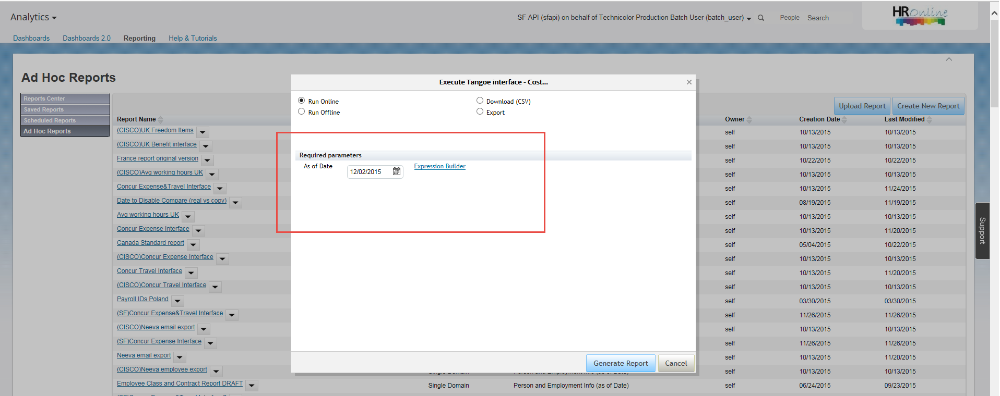 Analytics
SF API (sfapi) on behalf of Technicolor Production Batch User (batch_user)
People Search
HROnline
Dashboards Dashboards 2.0 Reporting Help & Tutorials
Ad Hoc Reports
Reports Center
Saved Reports
Scheduled Reports
Ad Hoc Reports
Upload Report Create New Report
Report Name Owner Creation Date Last Modified
(CISCO)UK Freedom Items self 10/13/2015 10/13/2015
(CISCO)UK Benefit interface self 10/13/2015 10/13/2015
France report original version self 10/22/2015 10/22/2015
(CISCO)Avg working hours UK self 10/13/2015 10/13/2015
Concur Expense&Travel Interface self 10/13/2015 11/24/2015
Date to Disable Compare (real vs copy) self 08/19/2015 11/19/2015
Avg working hours UK self 10/13/2015 10/13/2015
Concur Expense Interface self 10/13/2015 11/20/2015
Canada Standard report self 05/04/2015 10/22/2015
(CISCO)Concur Expense Interface self 10/13/2015 10/13/2015
Concur Travel Interface self 10/13/2015 11/20/2015
(CISCO)Concur Travel Interface self 10/13/2015 10/13/2015
Payroll IDs Poland self 03/30/2015 03/30/2015
(SF)Concur Expense&Travel Interface self 11/26/2015 11/26/2015
(CISCO)Neeva email export self 10/13/2015 10/13/2015
(SF)Concur Expense Interface self 11/26/2015 11/26/2015
Neeva email export self 10/13/2015 11/20/2015
(CISCO)Neeva employee export Single Domain Person and Employment Info (as of Date) self 10/13/2015 10/13/2015
Employee Class and Contract Report DRAFT Single Domain Person and Employment Info (as of Date) self 06/24/2015 09/23/2015
Execute Tangoe interface - Cost...
Run Online Download (CSV)
Run Offline Export
Required parameters
As of Date 12/02/2015 Expression Builder
Generate Report Cancel
Support